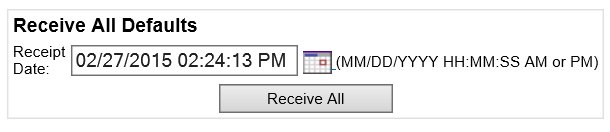 Receive All Defaults
Receipt Date: 02/27/2015 02:24:13 PM (MM/DD/YYYY HH:MM:SS AM or PM)
Receive All